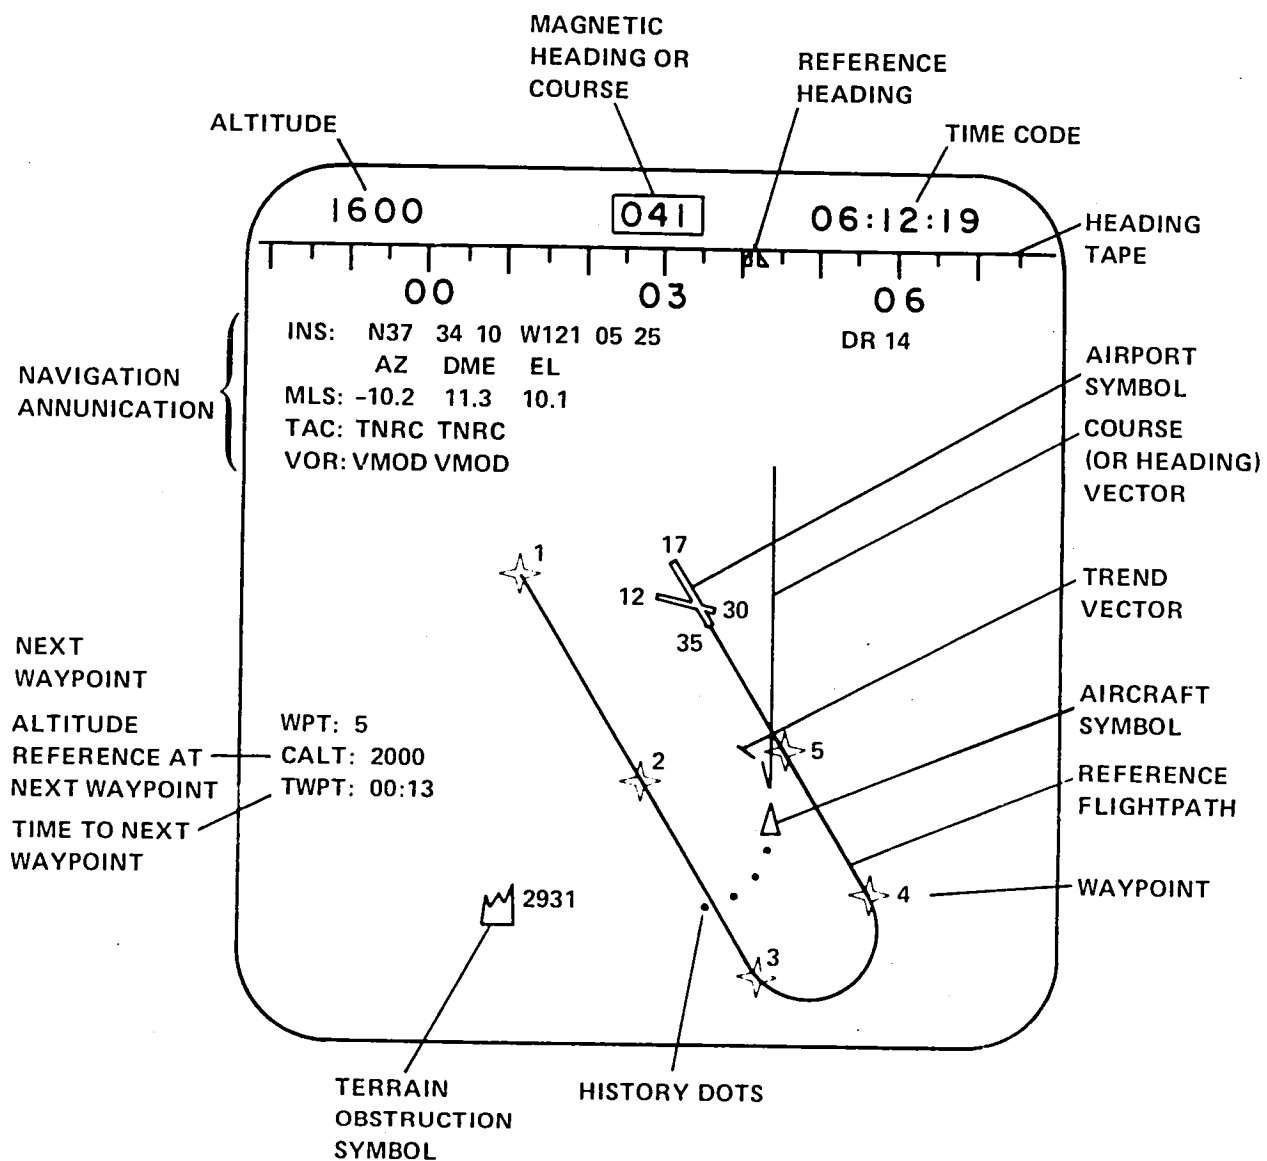 MAGNETIC
HEADING OR
COURSE
REFERENCE
HEADING
ALTITUDE
TIME CODE
1600
041
06:12:19
HEADING
TAPE
00
03
06
NAVIGATION
ANNUNICATION
INS: N37 34 10 W121 05 25
DR 14
AZ DME EL
MLS: -10.2 11.3 10.1
TAC: TNRC TNRC
VOR: VMOD VMOD
AIRPORT
SYMBOL
COURSE
(OR HEADING)
VECTOR
1
17
12
30
35
TREND
VECTOR
NEXT
WAYPOINT
ALTITUDE
REFERENCE AT
NEXT WAYPOINT
TIME TO NEXT
WAYPOINT
WPT: 5
CALT: 2000
TWPT: 00:13
2
5
AIRCRAFT
SYMBOL
REFERENCE
FLIGHTPATH
2931
4
WAYPOINT
3
TERRAIN
OBSTRUCTION
SYMBOL
HISTORY DOTS